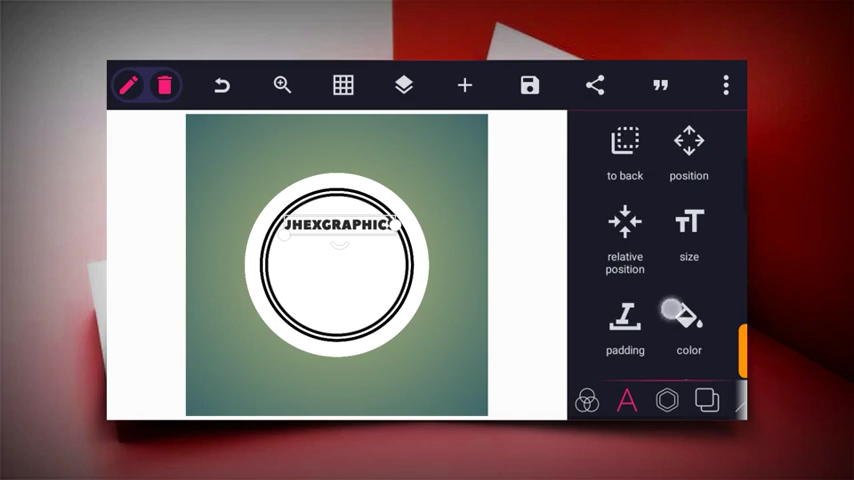 JHEXGRAPHICS
to back
position
relative
position
size
padding
color